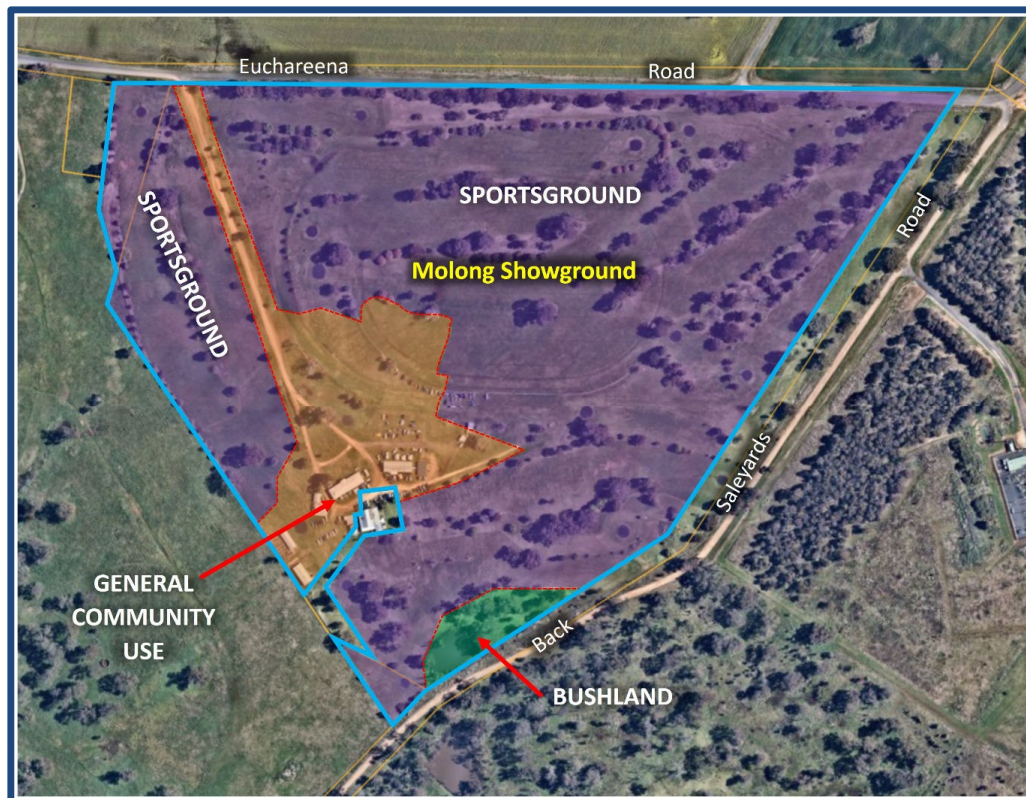 Euchareena Road
SPORTSGROUND
SPORTSGROUND
Molong Showground
Road
Saleyards
Back
GENERAL
COMMUNITY
USE
BUSHLAND